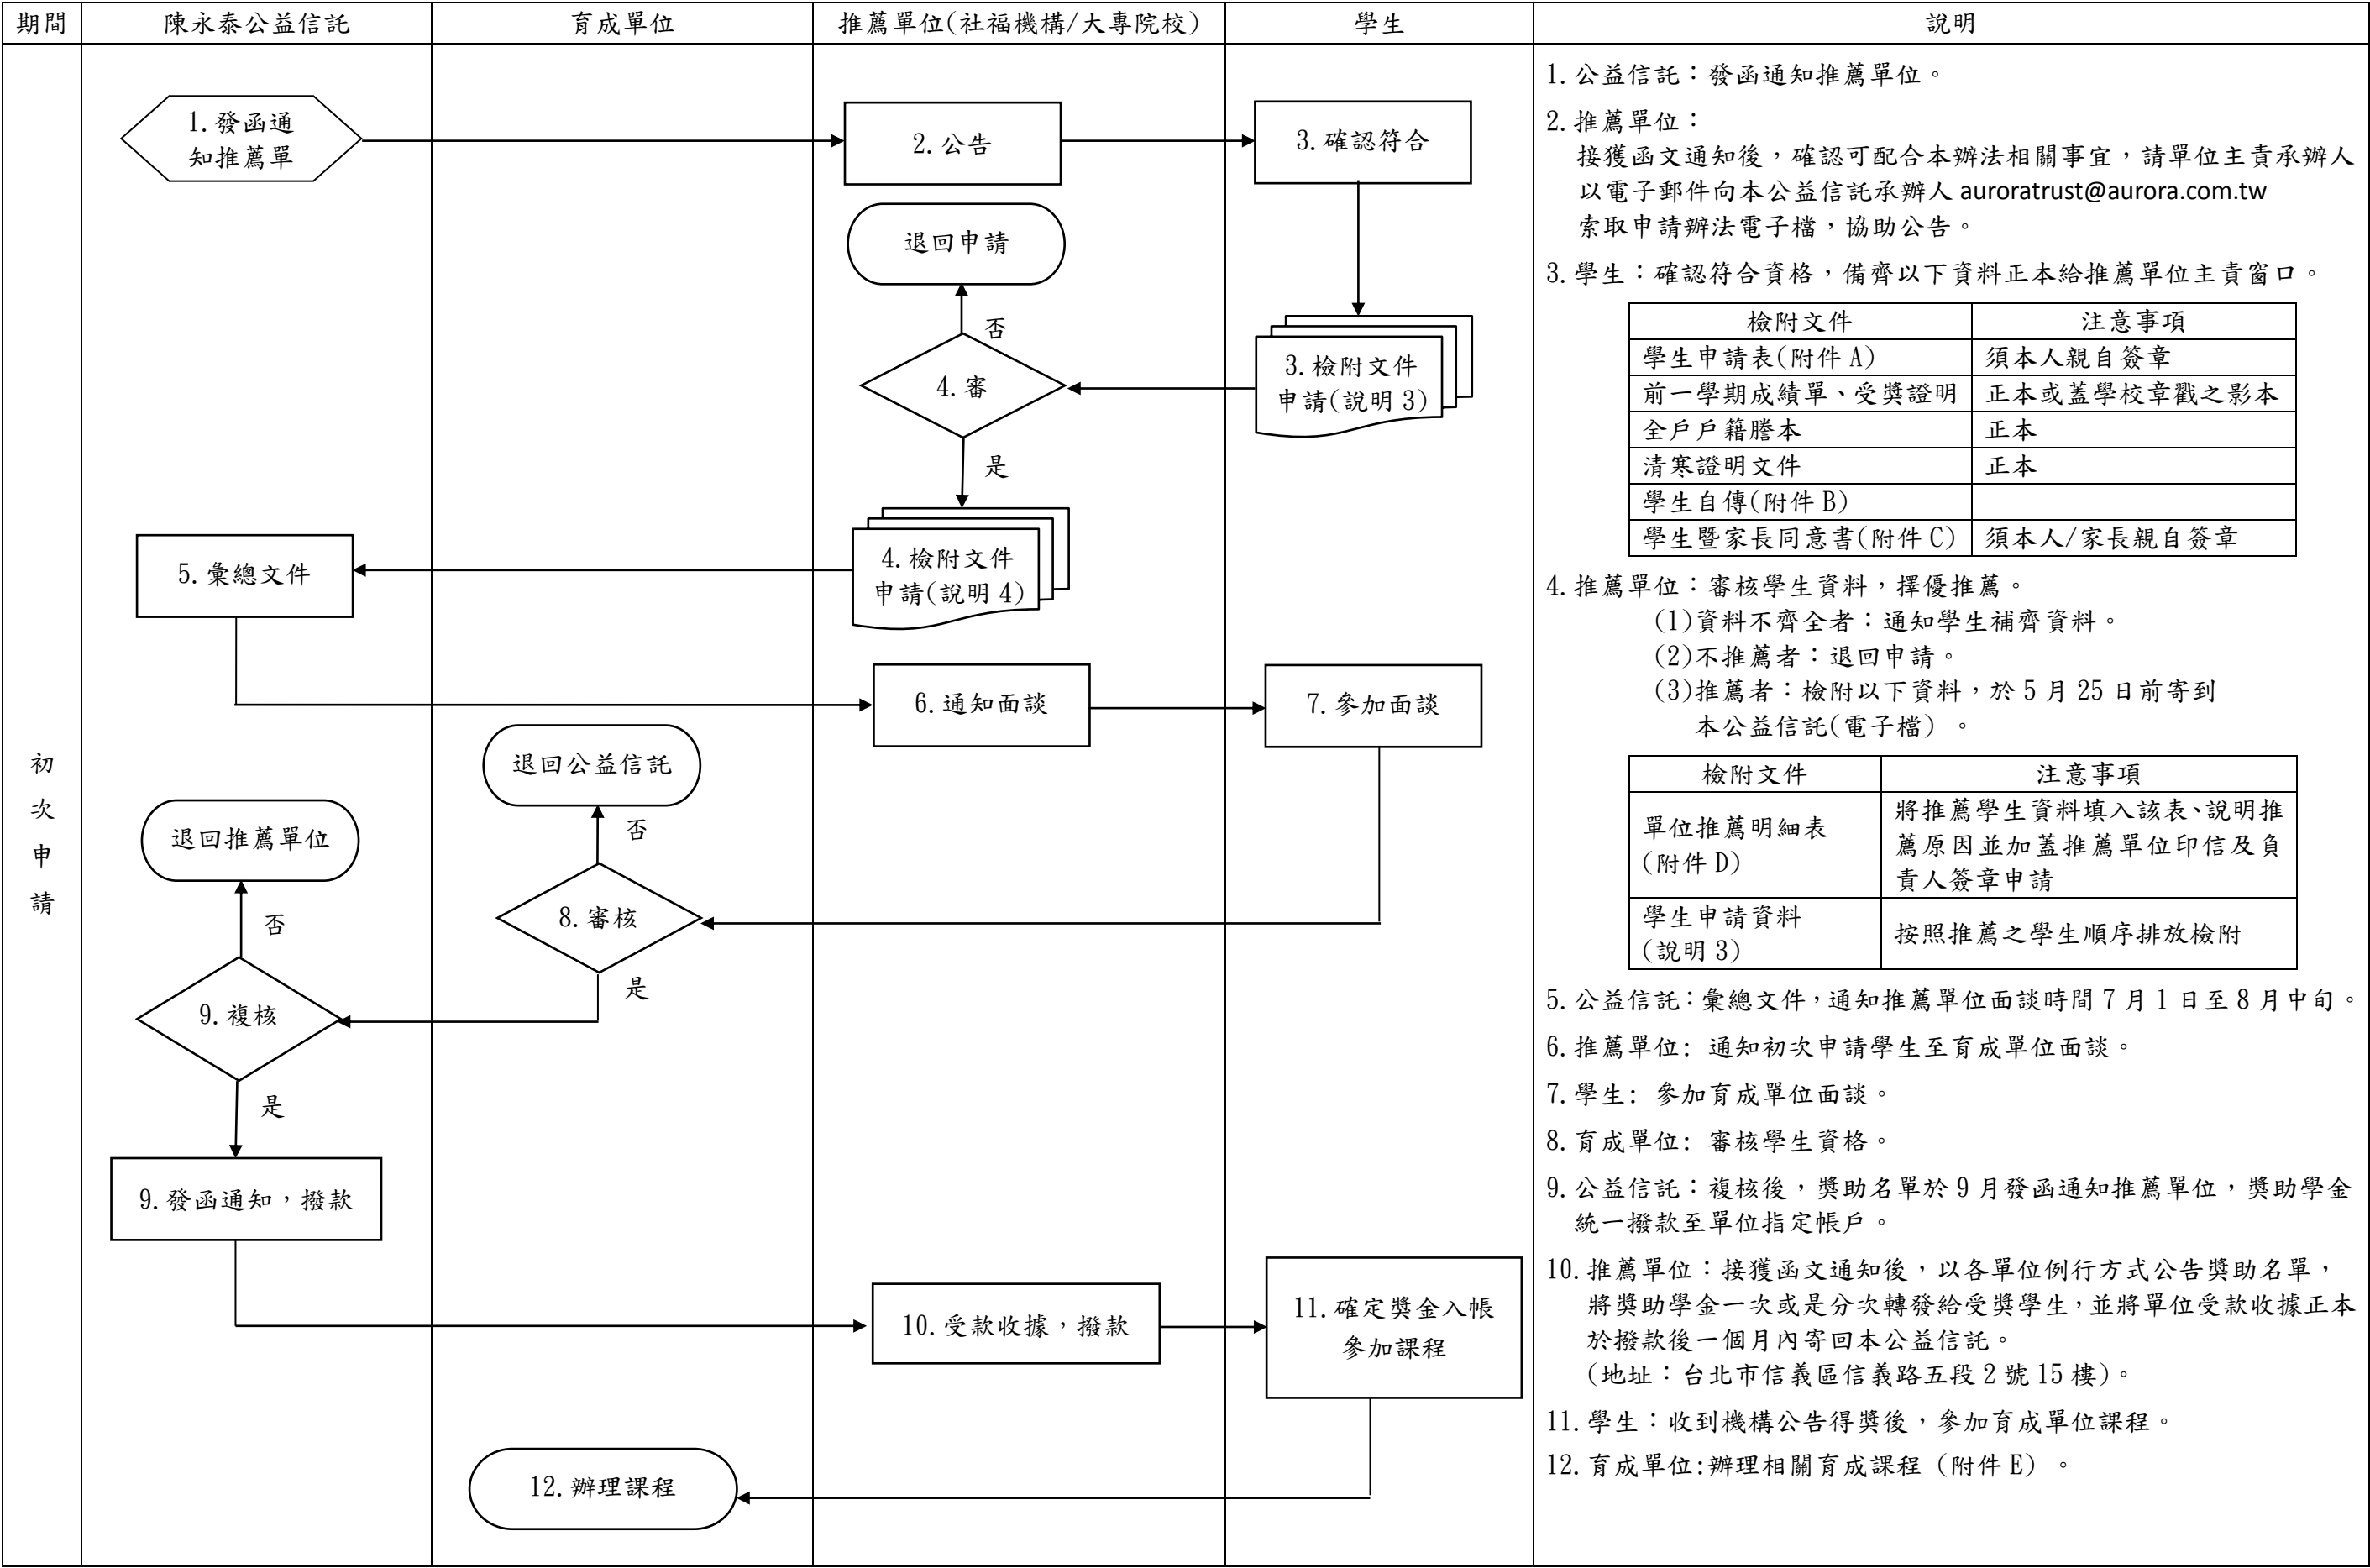 期間 陳永泰公益信託 育成單位 推薦單位(社福機構/大專院校) 學生 說明
初
次
申
請
1.發函通
知推薦單
2.公告
3.確認符合
退回申請
否
4.審
3.檢附文件
申請(說明 3)
是
4.檢附文件
申請(說明 4)
5.彙總文件
6.通知面談
7.參加面談
退回公益信託
否
8.審核
是
退回推薦單位
否
9.複核
是
9.發函通知，撥款
10.受款收據，撥款
11.確定獎金入帳
參加課程
12.辦理課程
1.公益信託：發函通知推薦單位。
2.推薦單位：
接獲函文通知後，確認可配合本辦法相關事宜，請單位主責承辦人
以電子郵件向本公益信託承辦人 auroratrust@aurora.com.tw
索取申請辦法電子檔，協助公告。
3.學生：確認符合資格，備齊以下資料正本給推薦單位主責窗口。
檢附文件 注意事項
學生申請表(附件 A) 須本人親自簽章
前一學期成績單、受獎證明 正本或蓋學校章戳之影本
全戶戶籍謄本 正本
清寒證明文件 正本
學生自傳(附件 B)
學生暨家長同意書(附件 C) 須本人/家長親自簽章
4.推薦單位：審核學生資料，擇優推薦。
(1)資料不齊全者：通知學生補齊資料。
(2)不推薦者：退回申請。
(3)推薦者：檢附以下資料，於 5 月 25 日前寄到
本公益信託(電子檔) 。
檢附文件 注意事項
單位推薦明細表
(附件 D)
將推薦學生資料填入該表、說明推
薦原因並加蓋推薦單位印信及負
責人簽章申請
學生申請資料
(說明 3)
按照推薦之學生順序排放檢附
5.公益信託：彙總文件，通知推薦單位面談時間 7 月 1 日至 8 月中旬。
6.推薦單位: 通知初次申請學生至育成單位面談。
7.學生: 參加育成單位面談。
8.育成單位: 審核學生資格。
9.公益信託：複核後，獎助名單於 9 月發函通知推薦單位，獎助學金
統一撥款至單位指定帳戶。
10.推薦單位：接獲函文通知後，以各單位例行方式公告獎助名單，
將獎助學金一次或是分次轉發給受獎學生，並將單位受款收據正本
於撥款後一個月內寄回本公益信託。
(地址：台北市信義區信義路五段 2 號 15 樓)。
11.學生：收到機構公告得獎後，參加育成單位課程。
12.育成單位:辦理相關育成課程 (附件 E) 。